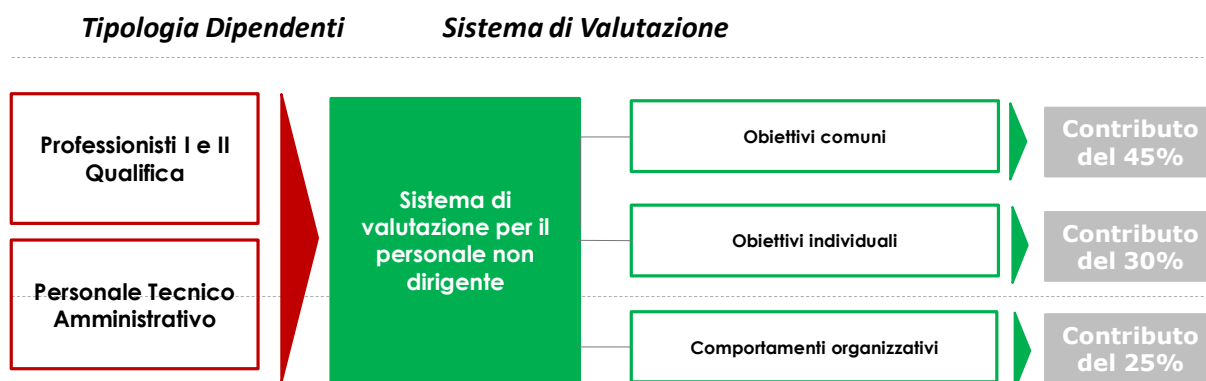 Tipologia Dipendenti
Sistema di Valutazione
Professionisti I e II
Qualifica
Personale Tecnico
Amministrativo
Sistema di
valutazione per il
personale non
dirigente
Obiettivi comuni
Contributo
del 45%
Obiettivi individuali
Contributo
del 30%
Comportamenti organizzativi
Contributo
del 25%